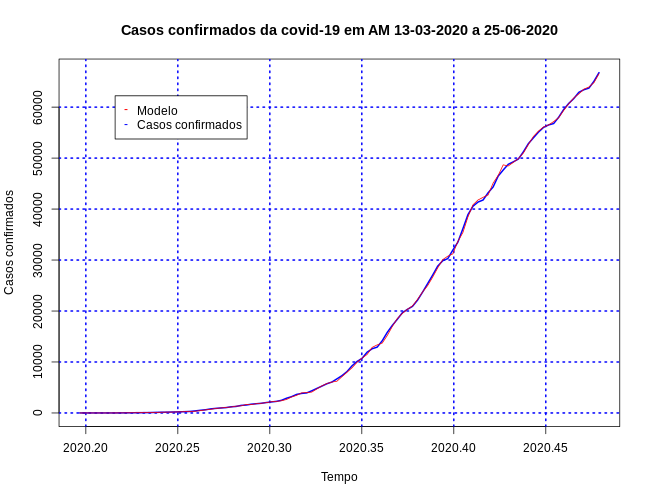 Casos confirmados da covid-19 em AM 13-03-2020 a 25-06-2020
Casos confirmados
60000
50000
40000
30000
20000
10000
0
- Modelo
- Casos confirmados
2020.20 2020.25 2020.30 2020.35 2020.40 2020.45
Tempo